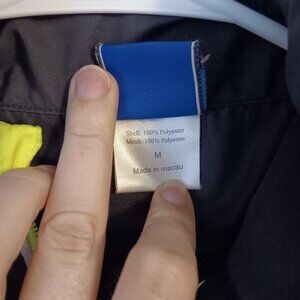 Shell: 100% Polyester
Mesh: 100% Polyester
M
Made in macau